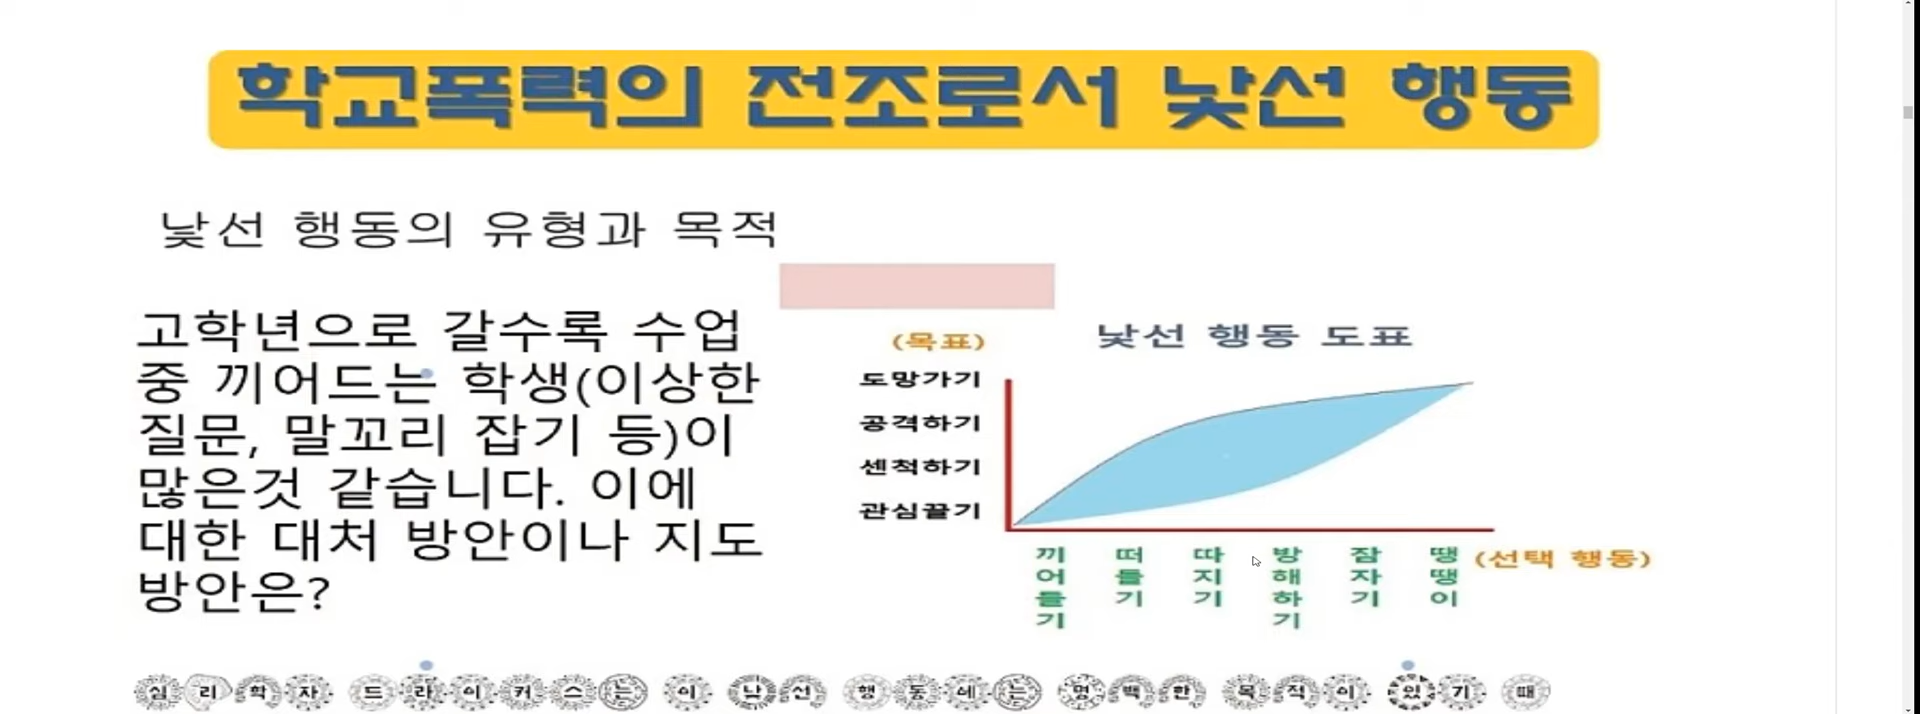 학교폭력의 전조로서 낯선 행동
낯선 행동의 유형과 목적
고학년으로 갈수록 수업
중 끼어드는 학생(이상한
질문, 말꼬리 잡기 등)이
많은것 같습니다. 이에
대한 대처 방안이나 지도
방안은?
낯선 행동 도표
(목표)
도망가기
공격하기
센척하기
관심끌기
끼어들기
떠들기
따지기
방해하기
잠자기
땡땡이
(선택 행동)
심리학자 드라이커스는 이 낯선 행동에는 명백한 목적이 있기 때